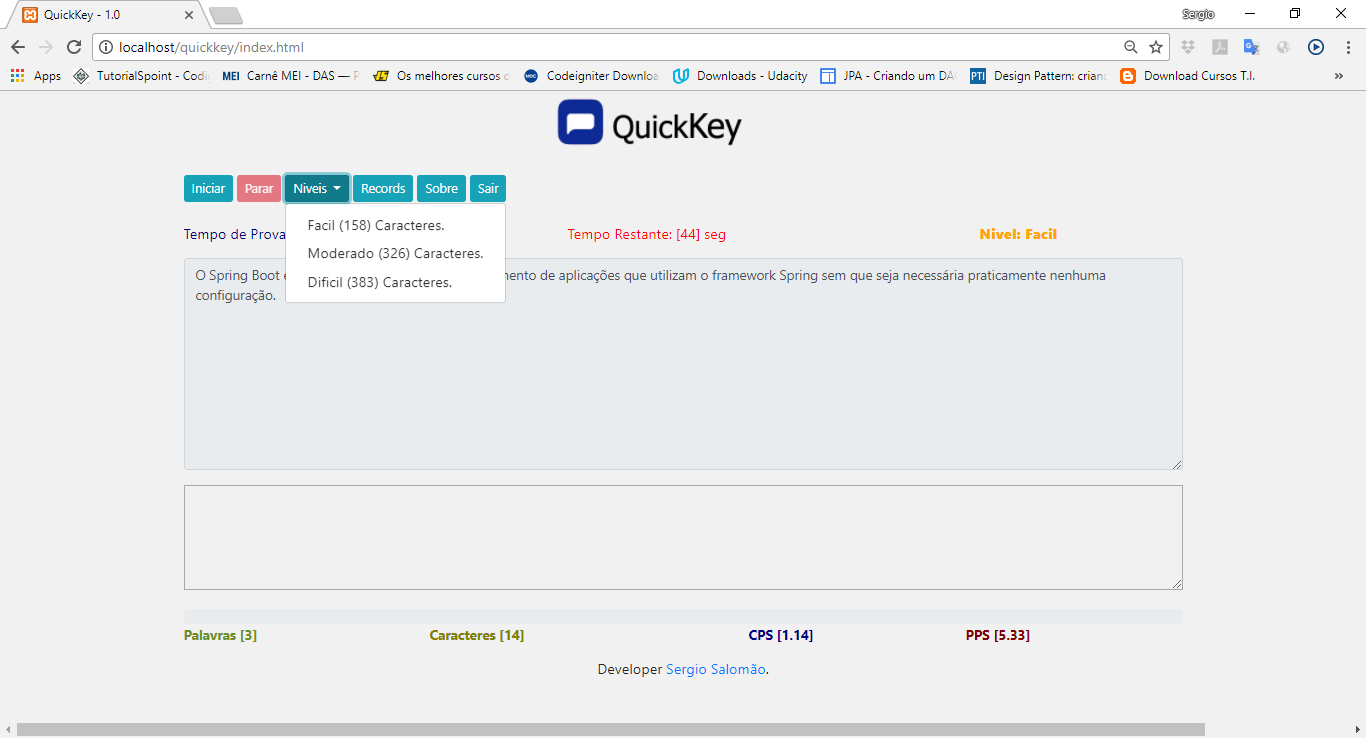 QuickKey - 1.0
Sergio
localhost/quickkey/index.html
Apps TutorialSpoint - Codi MEI Carnê MEI - DAS — P Os melhores cursos MDC Codeigniter Downloa Downloads - Udacity JPA - Criando um DA PTI Design Pattern: crian Download Cursos T.I. »
QuickKey
Iniciar Parar Níveis Records Sobre Sair
Facil (158) Caracteres.
Moderado (326) Caracteres.
Dificil (383) Caracteres.
Tempo de Prova Tempo Restante: [44] seg Nivel: Facil
O Spring Boot mento de aplicações que utilizam o framework Spring sem que seja necessária praticamente nenhuma
configuração.
Palavras [3] Caracteres [14] CPS [1.14] PPS [5.33]
Developer Sergio Salomão.